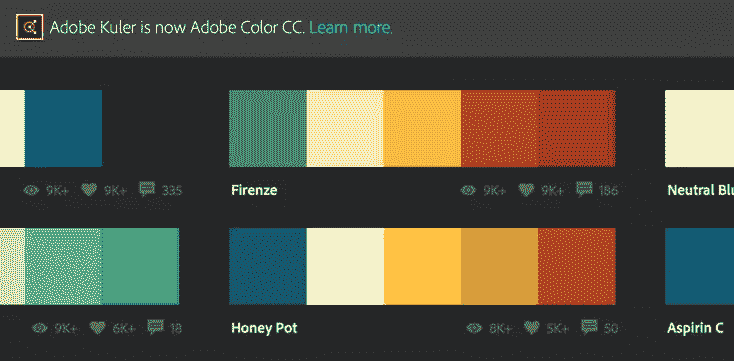 Adobe Kuler is now Adobe Color CC. Learn more.
9K+ 9K+ 335
Firenze 9K+ 9K+ 186
Neutral Blu
9K+ 6K+ 18
Honey Pot 8K+ 5K+ 50
Aspirin C